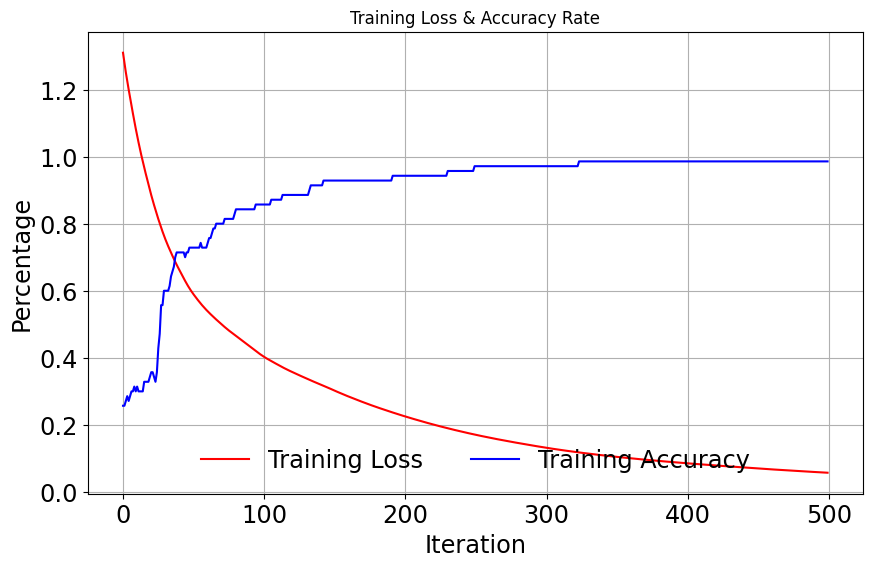 Training Loss & Accuracy Rate
1.2
1.0
0.8
0.6
0.4
0.2
0.0
Percentage
Training Loss
Training Accuracy
0 100 200 300 400 500
Iteration